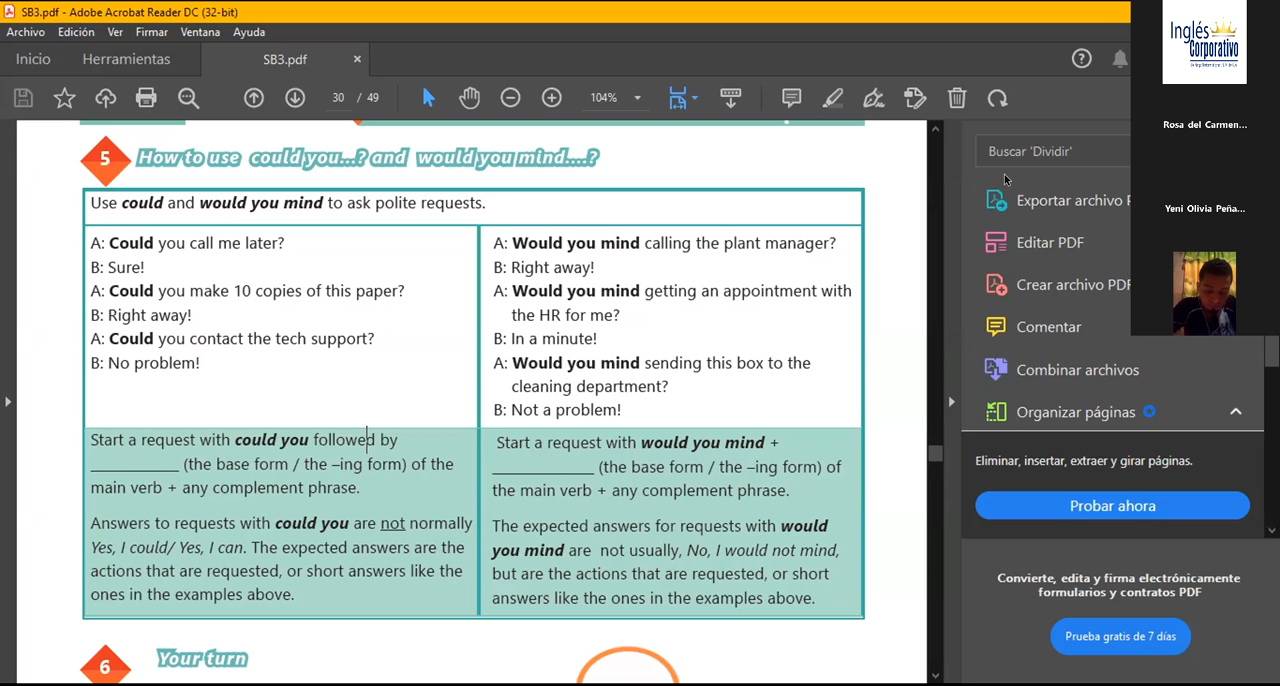 SB3.pdf - Adobe Acrobat Reader DC (32-bit)
Archivo Edición Ver Firmar Ventana Ayuda
Inicio Herramientas SB3.pdf ×
30 / 49 104%
5 How to use could you...? and would you mind....?
Use could and would you mind to ask polite requests.
A: Could you call me later?
B: Sure!
A: Could you make 10 copies of this paper?
B: Right away!
A: Could you contact the tech support?
B: No problem!
A: Would you mind calling the plant manager?
B: Right away!
A: Would you mind getting an appointment with
the HR for me?
B: In a minute!
A: Would you mind sending this box to the
cleaning department?
B: Not a problem!
Start a request with could you followed by
__________ (the base form / the –ing form) of the
main verb + any complement phrase.
Answers to requests with could you are not normally
Yes, I could/ Yes, I can. The expected answers are the
actions that are requested, or short answers like the
ones in the examples above.
Start a request with would you mind +
____________ (the base form / the –ing form) of
the main verb + any complement phrase.
The expected answers for requests with would
you mind are not usually, No, I would not mind,
but are the actions that are requested, or short
answers like the ones in the examples above.
6 Your turn
Buscar 'Dividir'
Exportar archivo P
Editar PDF
Crear archivo PDF
Comentar
Combinar archivos
Organizar páginas
Eliminar, insertar, extraer y girar páginas.
Probar ahora
Convierte, edita y firma electrónicamente
formularios y contratos PDF
Prueba gratis de 7 días
Inglés
Corporativo
Rosa del Carmen...
Yeni Olivia Peña...